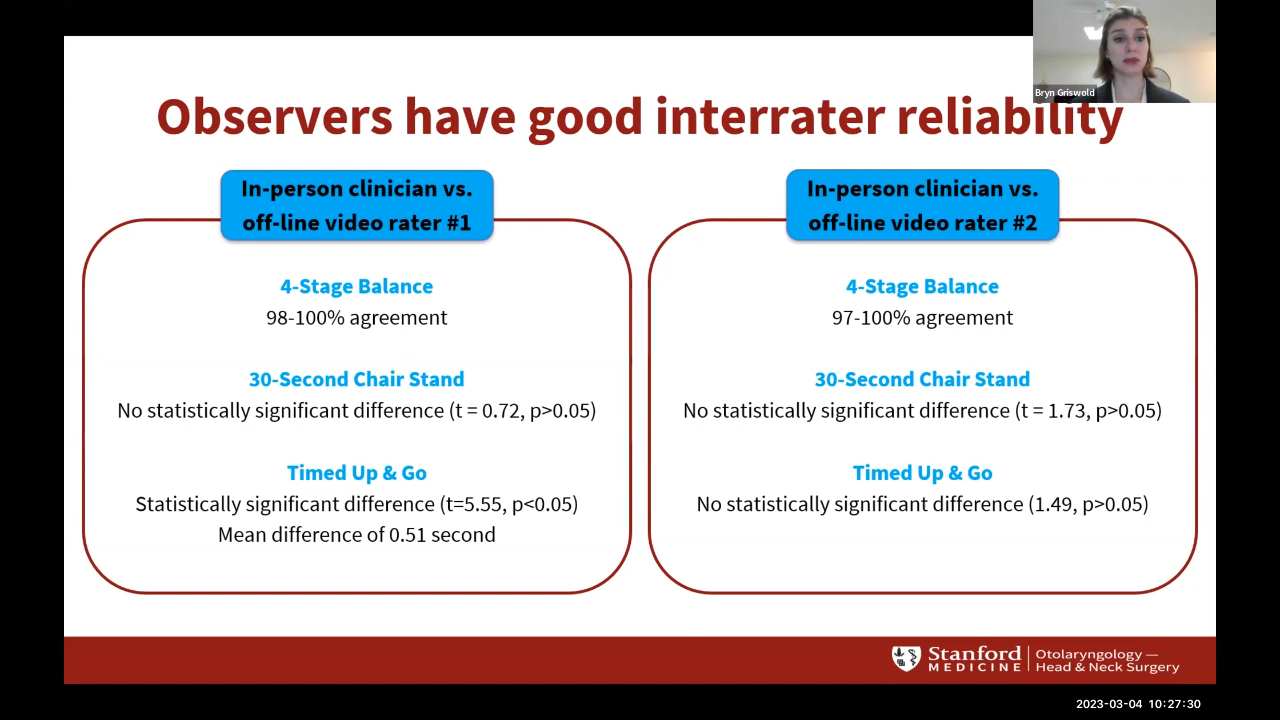 Bryn Griswold
Observers have good interrater reliability
In-person clinician vs.
off-line video rater #1
4-Stage Balance
98-100% agreement
30-Second Chair Stand
No statistically significant difference (t = 0.72, p>0.05)
Timed Up & Go
Statistically significant difference (t=5.55, p<0.05)
Mean difference of 0.51 second
In-person clinician vs.
off-line video rater #2
4-Stage Balance
97-100% agreement
30-Second Chair Stand
No statistically significant difference (t = 1.73, p>0.05)
Timed Up & Go
No statistically significant difference (1.49, p>0.05)
Stanford
MEDICINE
Otolaryngology —
Head & Neck Surgery
2023-03-04 10:27:30